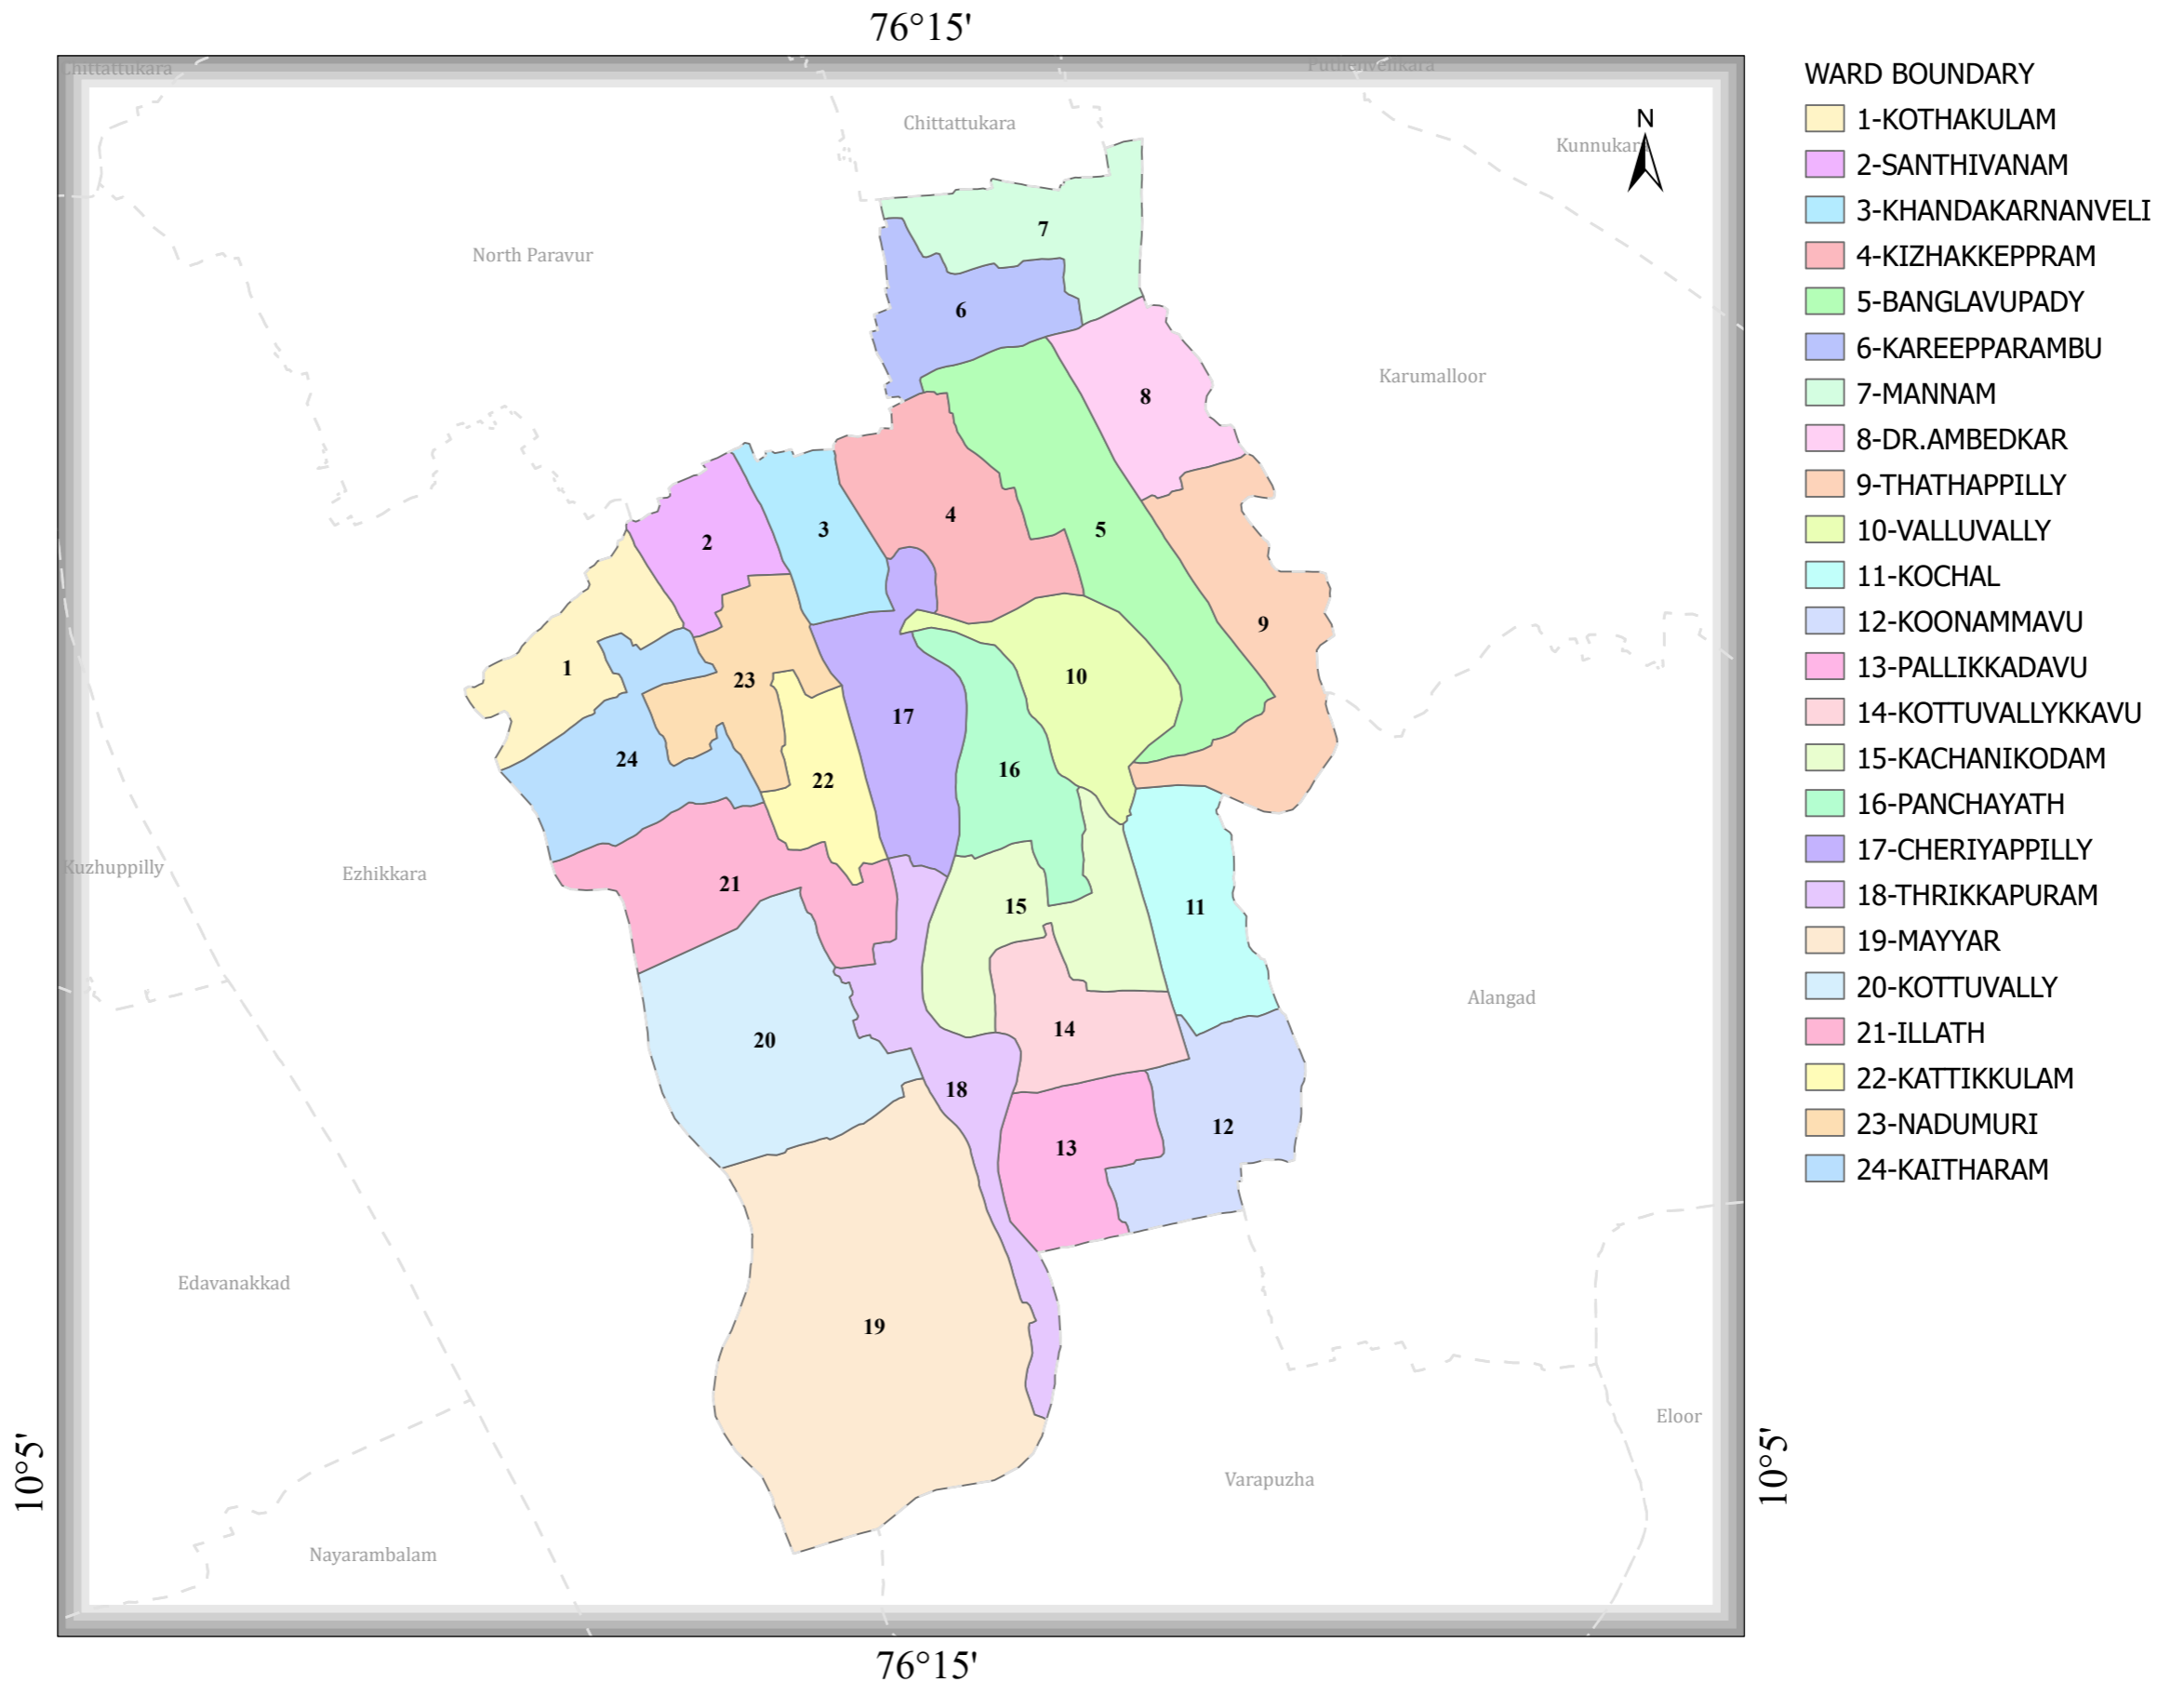 76°15'
WARD BOUNDARY
1-KOTHAKULAM
2-SANTHIVANAM
3-KHANDAKARNANVELI
4-KIZHAKKEPPRAM
5-BANGLAVUPADY
6-KAREEPPARAMBU
7-MANNAM
8-DR.AMBEDKAR
9-THATHAPPILLY
10-VALLUVALLY
11-KOCHAL
12-KOONAMMAVU
13-PALLIKKADAVU
14-KOTTUVALLYKKAVU
15-KACHANIKODAM
16-PANCHAYATH
17-CHERIYAPPILLY
18-THRIKKAPURAM
19-MAYYAR
20-KOTTUVALLY
21-ILLATH
22-KATTIKKULAM
23-NADUMURI
24-KAITHARAM
Chittattukara
Puthenvenkara
Chittattukara
N
Kunnukara
North Paravur
7
6
Karumalloor
8
4
3
5
2
9
1
10
23
17
24
16
22
Kuzhuppilly
Ezhikkara
21
15
11
Alangad
14
20
18
12
13
Edavanakkad
19
Eloor
10°5'
10°5'
Varapuzha
Nayarambalam
76°15'